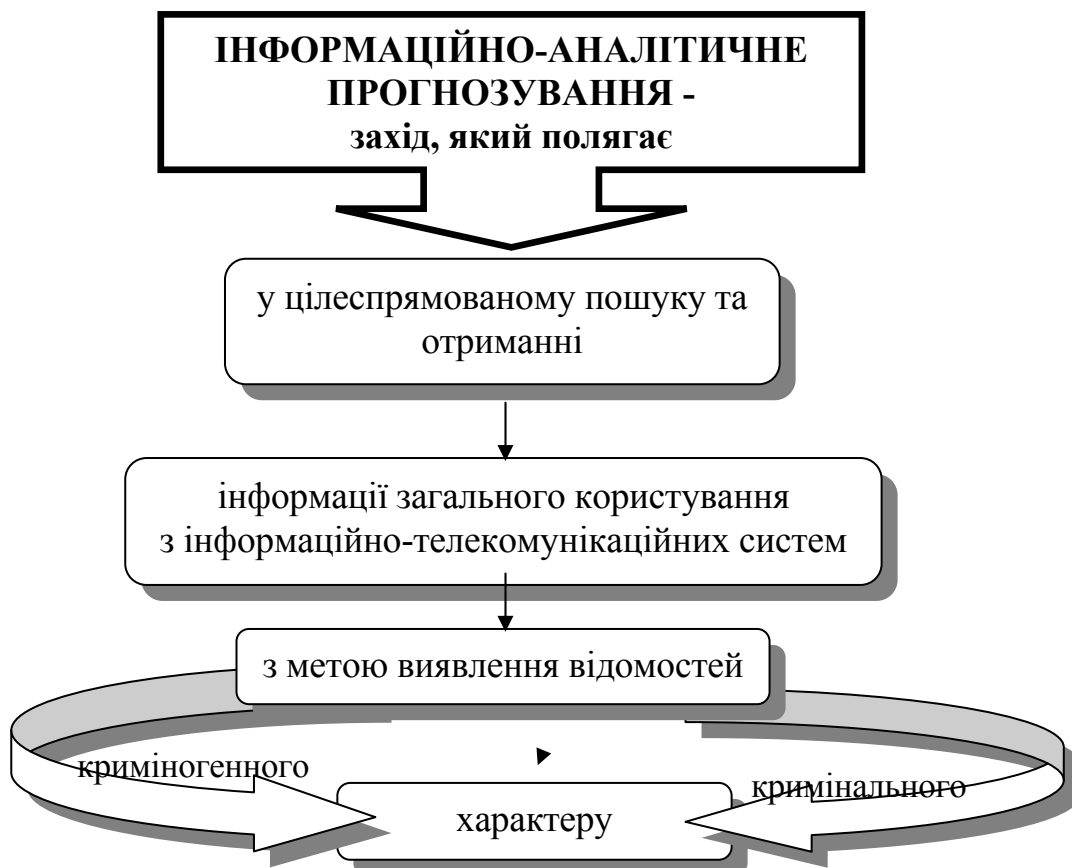 ІНФОРМАЦІЙНО-АНАЛІТИЧНЕ
ПРОГНОЗУВАННЯ -
захід, який полягає
у цілеспрямованому пошуку та
отриманні
інформації загального користування
з інформаційно-телекомунікаційних систем
з метою виявлення відомостей
криміногенного
кримінального
характеру